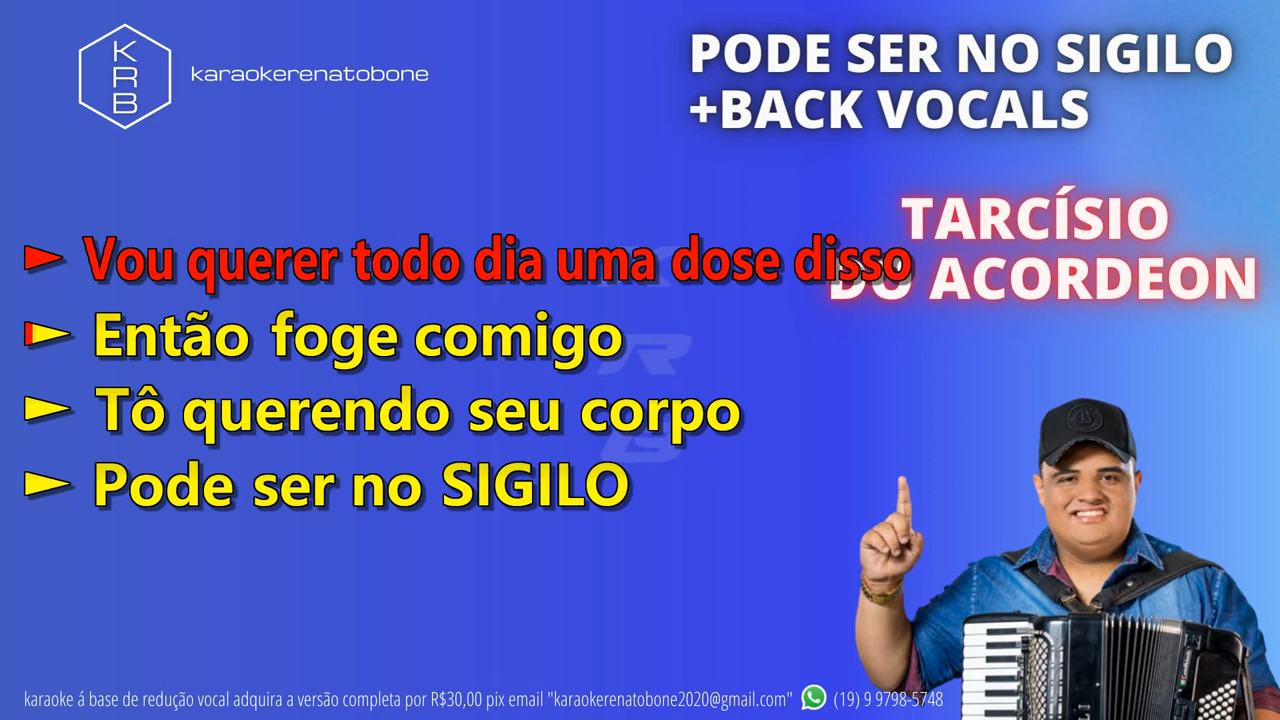 KRB
karaokerenatobone
PODE SER NO SIGILO
+BACK VOCALS
TARCÍSIO
DO ACORDEON
Vou querer todo dia uma dose disso
Então foge comigo
Tô querendo seu corpo
Pode ser no SIGILO
KRB
karaoke á base de redução vocal adquira a versão completa por R$30,00 pix email "karaokerenatobone2020@gmail.com" (19) 9 9798-5748